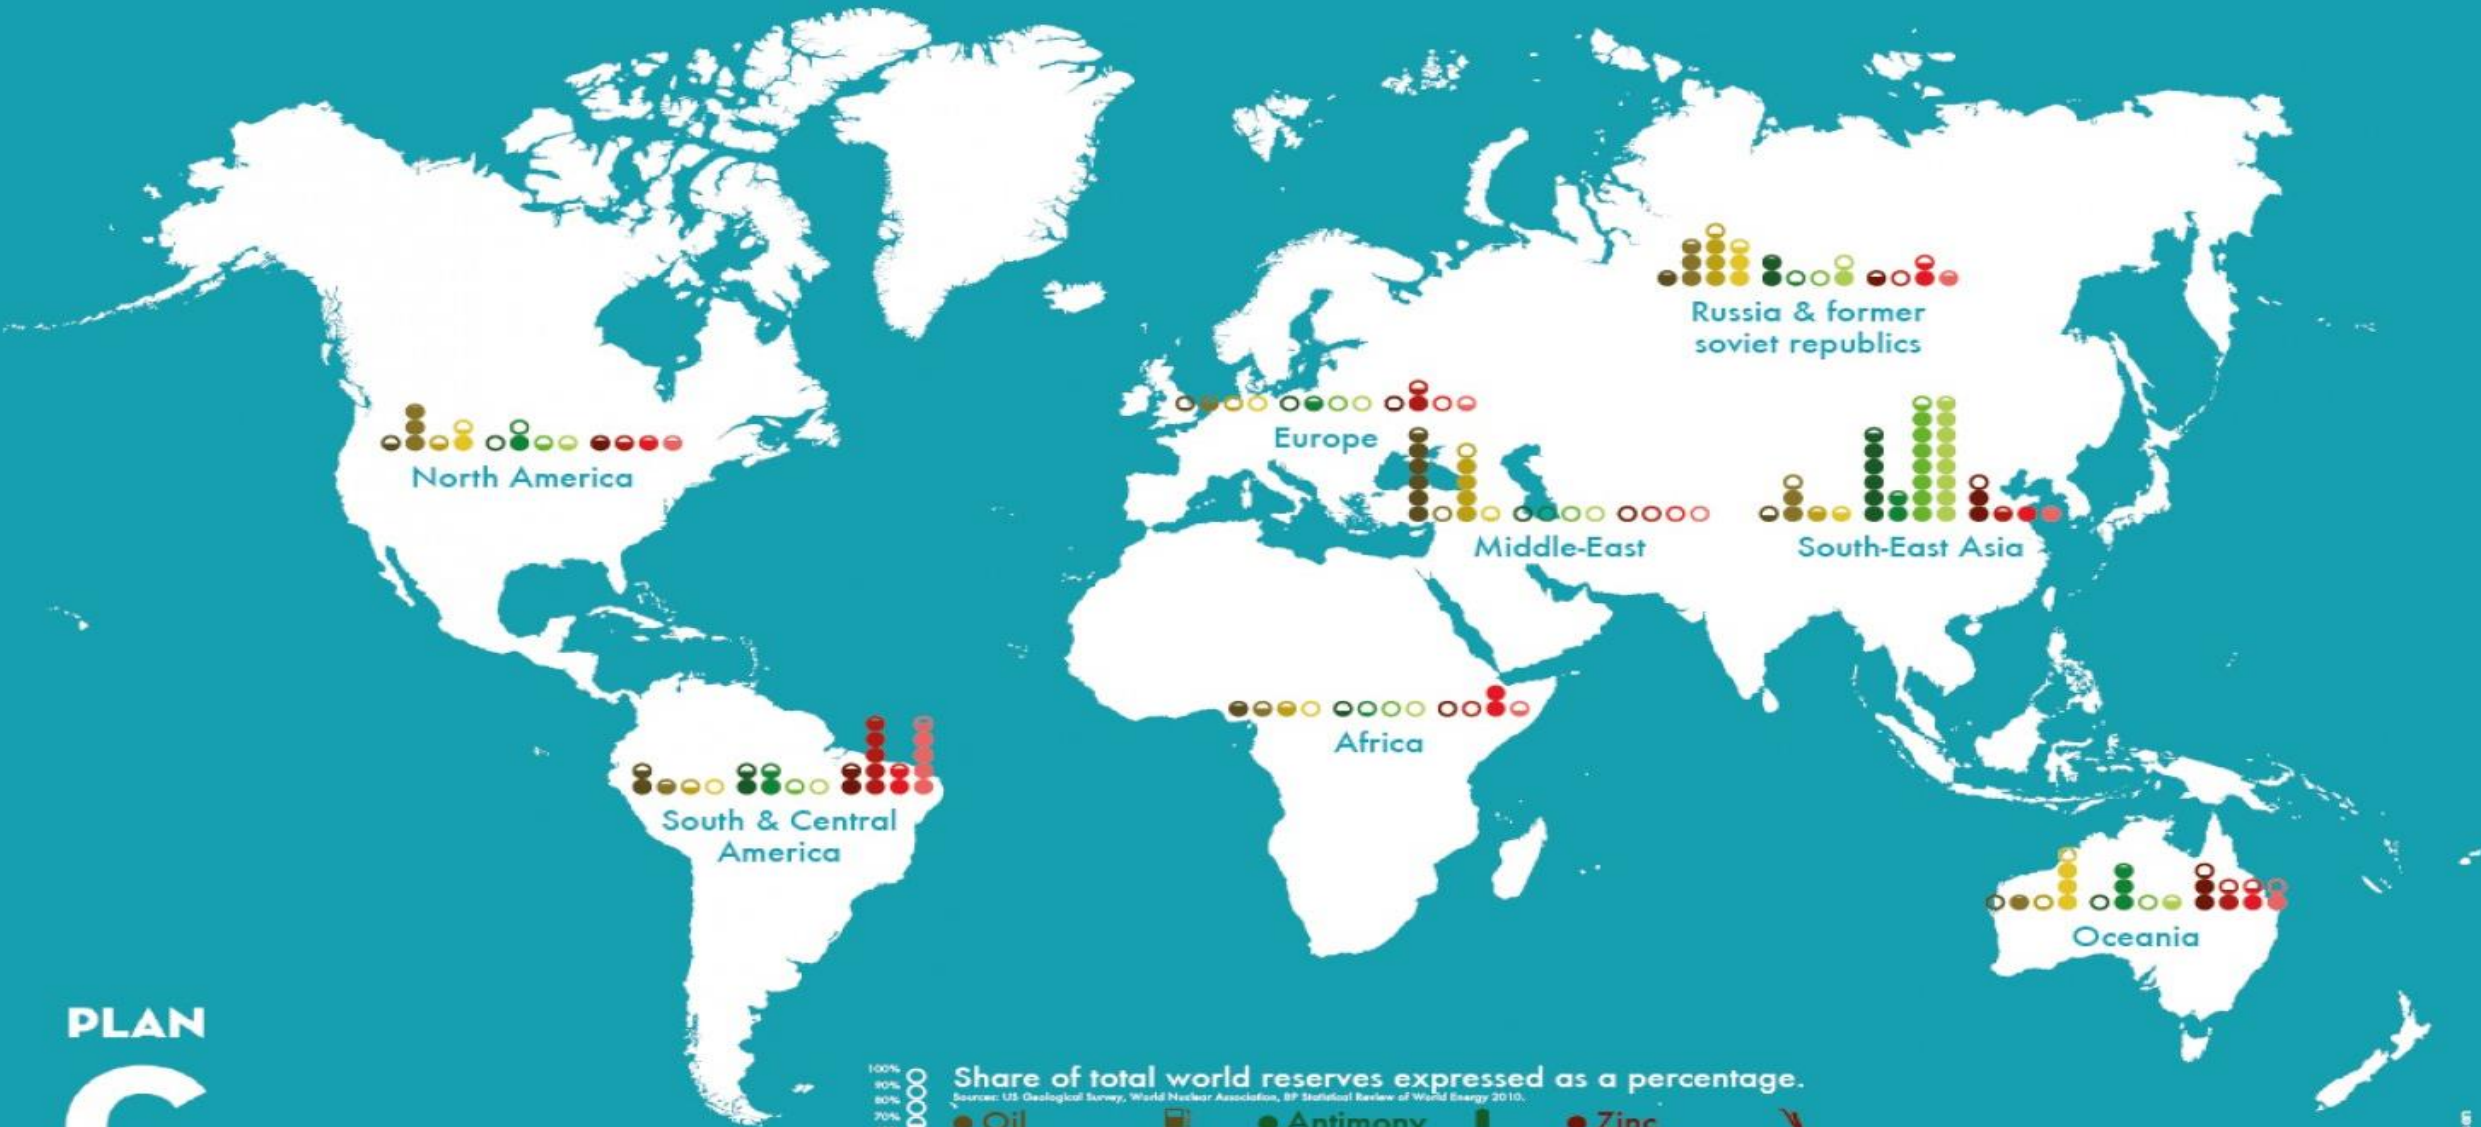 Russia & former
soviet republics
Europe
North America
Middle-East
South-East Asia
Africa
South & Central
America
Oceania
PLAN
C
100%
90%
80%
70%
Share of total world reserves expressed as a percentage.
Sources: US Geological Survey, World Nuclear Association, BP Statistical Review of World Energy 2010.
Oil
Antimony
Zinc